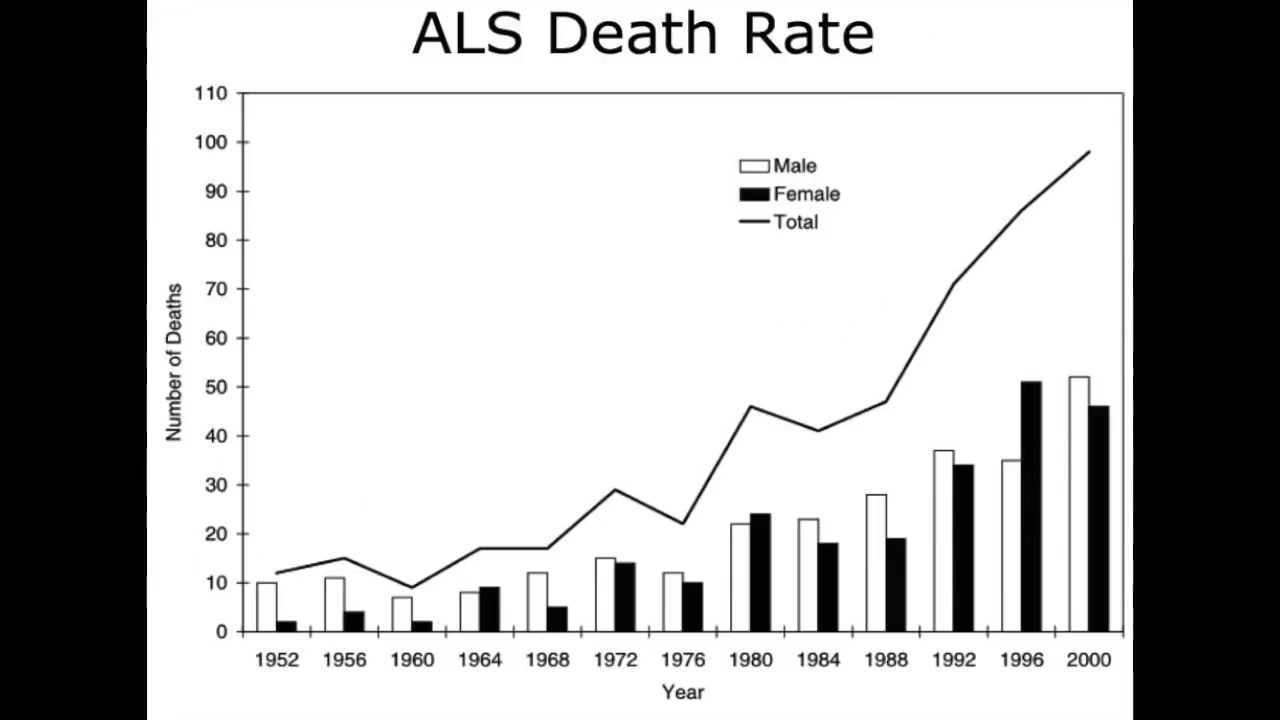 ALS Death Rate
110
100
90
80
70
60
50
40
30
20
10
0
Number of Deaths
Male
Female
Total
1952 1956 1960 1964 1968 1972 1976 1980 1984 1988 1992 1996 2000
Year